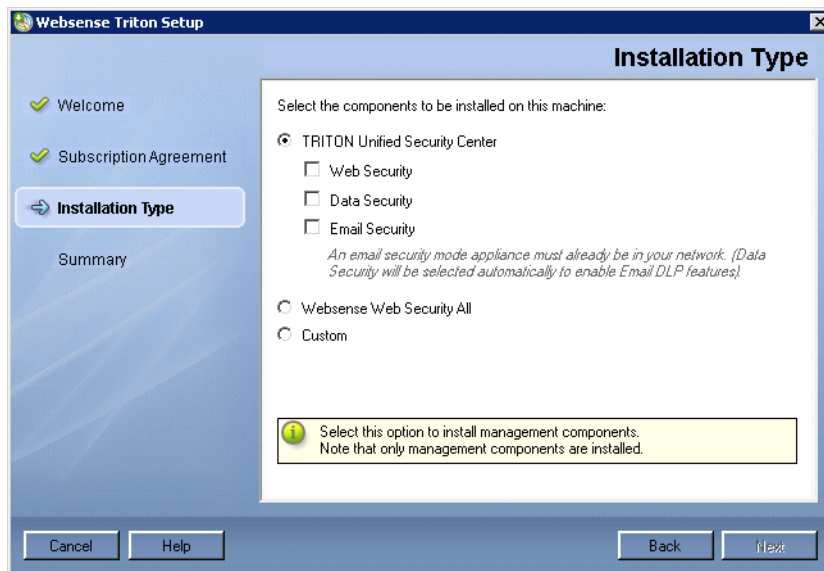 Websense Triton Setup
Installation Type
Welcome
Subscription Agreement
Installation Type
Summary
Select the components to be installed on this machine:
TRITON Unified Security Center
Web Security
Data Security
Email Security
An email security mode appliance must already be in your network. (Data
Security will be selected automatically to enable Email DLP features).
Websense Web Security All
Custom
Select this option to install management components.
Note that only management components are installed.
Cancel
Help
Back
Next